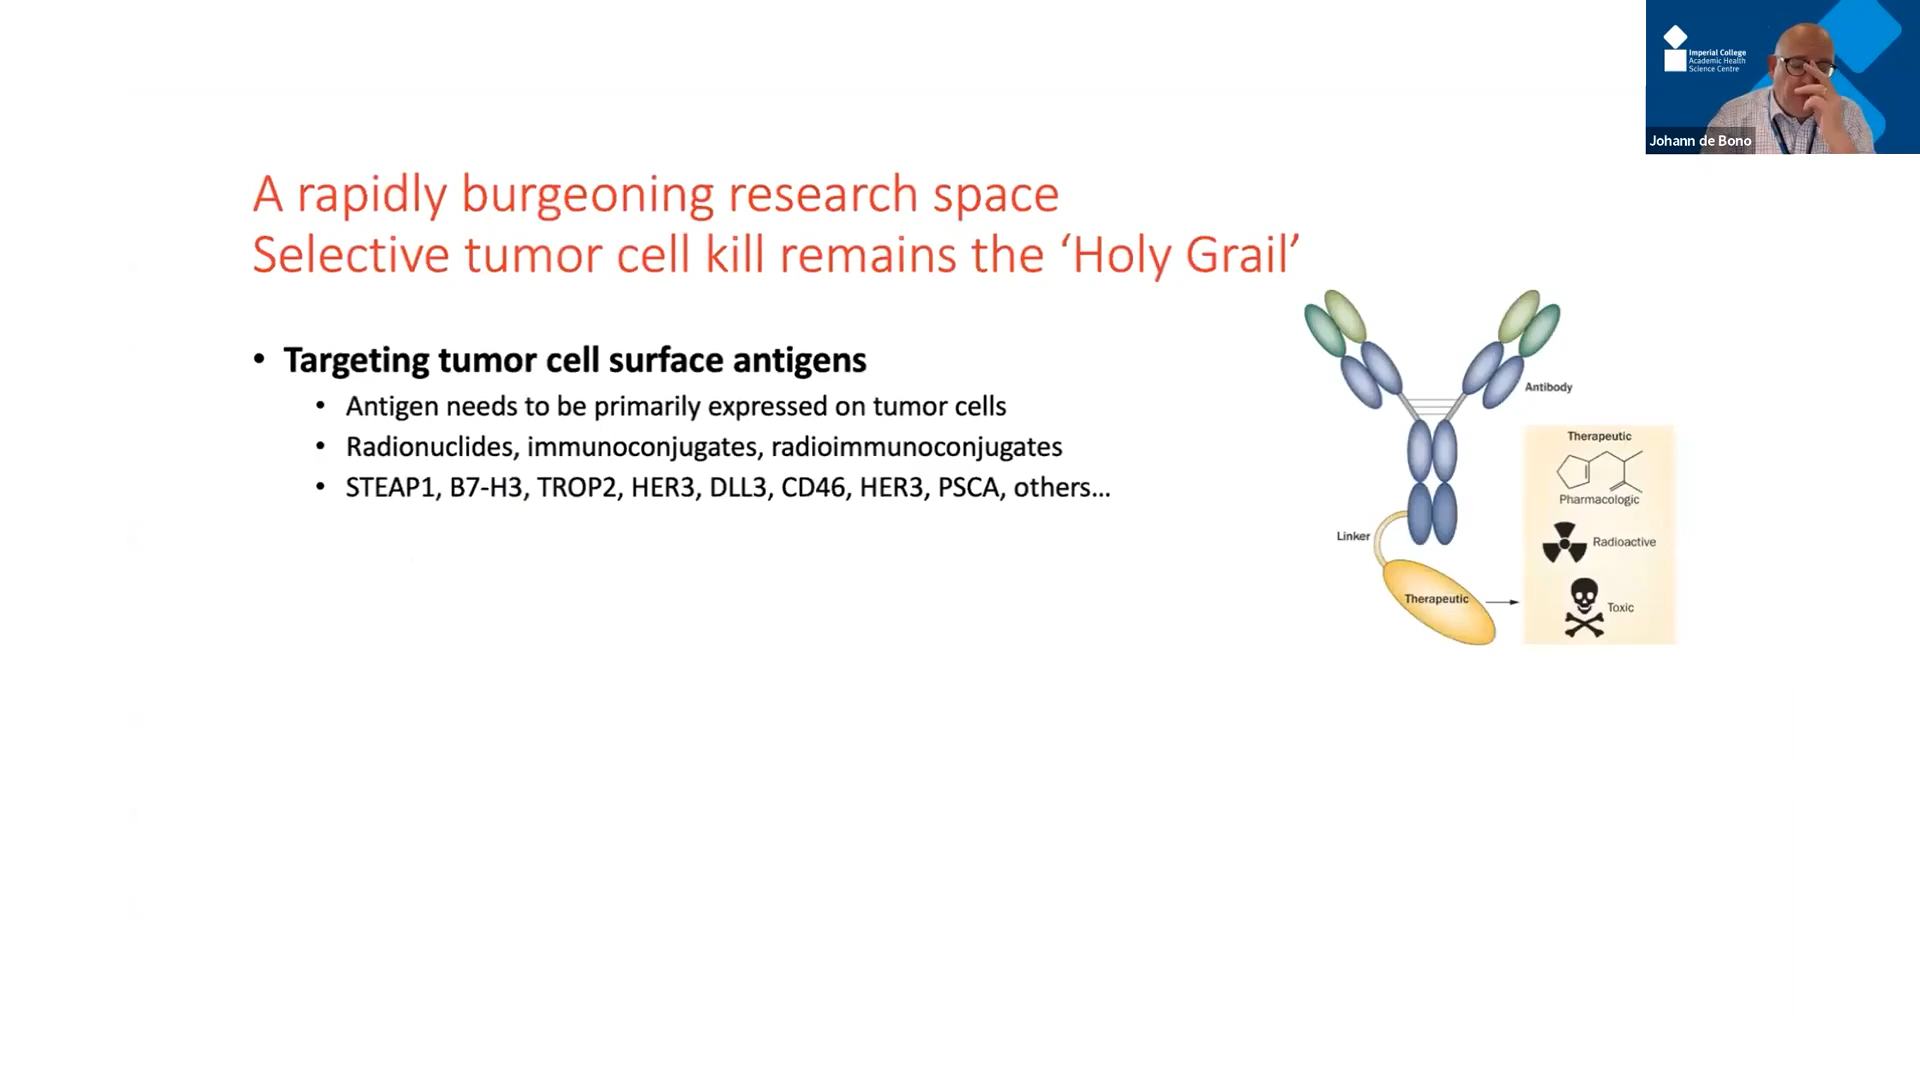 Imperial College
Academic Health
Science Centre
Johann de Bono
A rapidly burgeoning research space
Selective tumor cell kill remains the ‘Holy Grail’
• Targeting tumor cell surface antigens
• Antigen needs to be primarily expressed on tumor cells
• Radionuclides, immunoconjugates, radioimmunoconjugates
• STEAP1, B7-H3, TROP2, HER3, DLL3, CD46, HER3, PSCA, others...
Antibody
Therapeutic
Pharmacologic
Linker
Radioactive
Therapeutic
Toxic